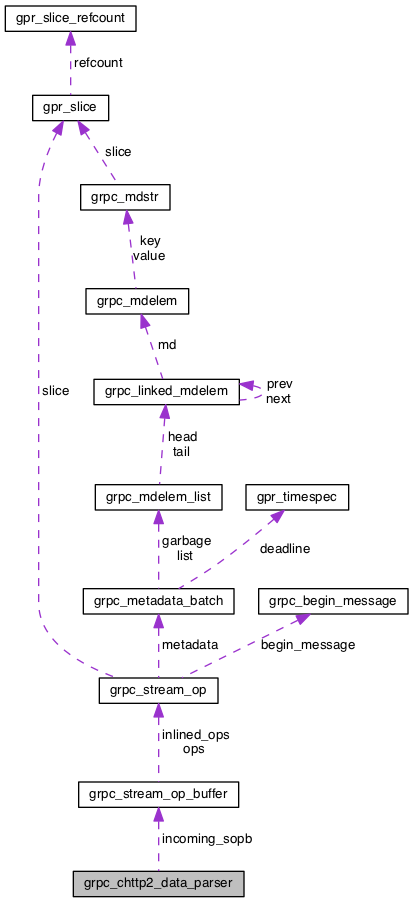 gpr_slice_refcount
refcount
gpr_slice
slice
grpc_mdstr
key
value
grpc_mdelem
md
grpc_linked_mdelem
prev
next
slice
head
tail
grpc_mdelem_list
gpr_timespec
garbage
list
deadline
grpc_metadata_batch
grpc_begin_message
metadata
begin_message
grpc_stream_op
inlined_ops
ops
grpc_stream_op_buffer
incoming_sopb
grpc_chttp2_data_parser